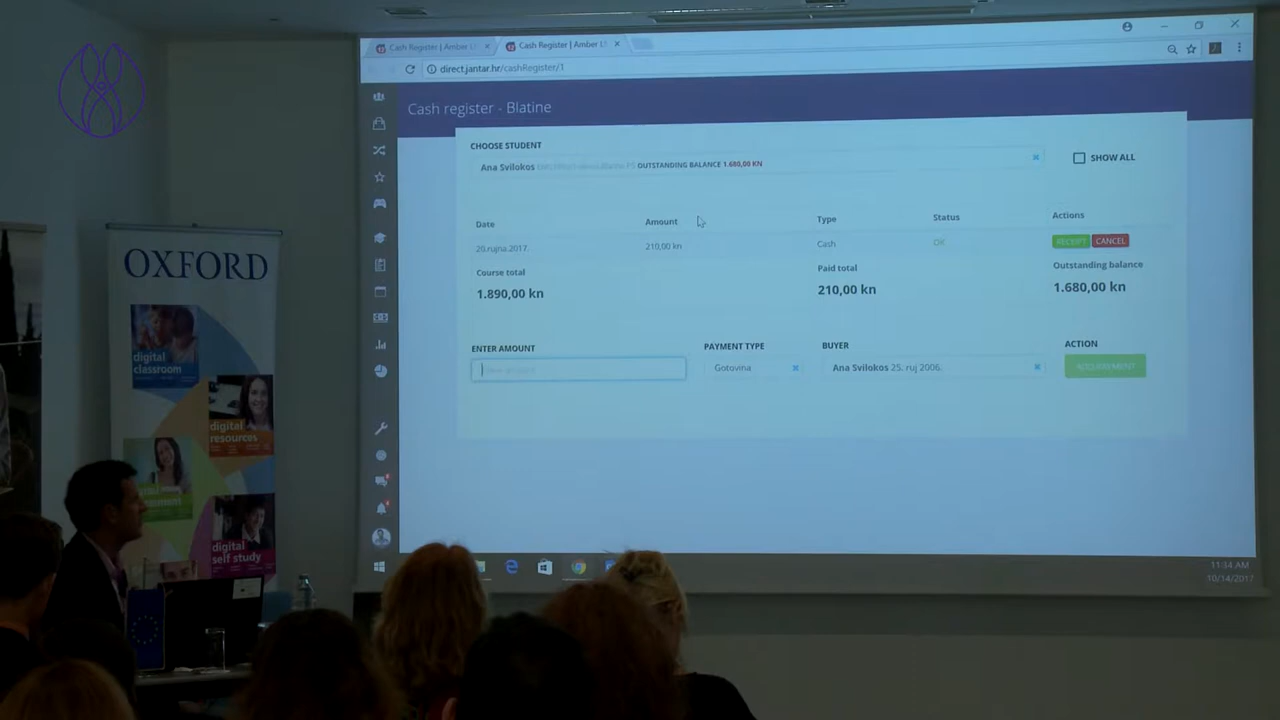 Cash Register | Amber
Cash Register | Amber
direct.jantar.hr/cashRegister/1
Cash register - Blatine
CHOOSE STUDENT
Ana Svilokos
OUTSTANDING BALANCE 1.680,00 KN
SHOW ALL
Date Amount Type Status Actions
20.rujna.2017. 210,00 kn Cash OK RECEIPT CANCEL
Course total Paid total Outstanding balance
1.890,00 kn 210,00 kn 1.680,00 kn
ENTER AMOUNT PAYMENT TYPE BUYER ACTION
Gotovina Ana Svilokos 25. ruj 2006. ADD PAYMENT
11:34 AM
10/14/2017
OXFORD
digital
classroom
digital
resources
digital
self study